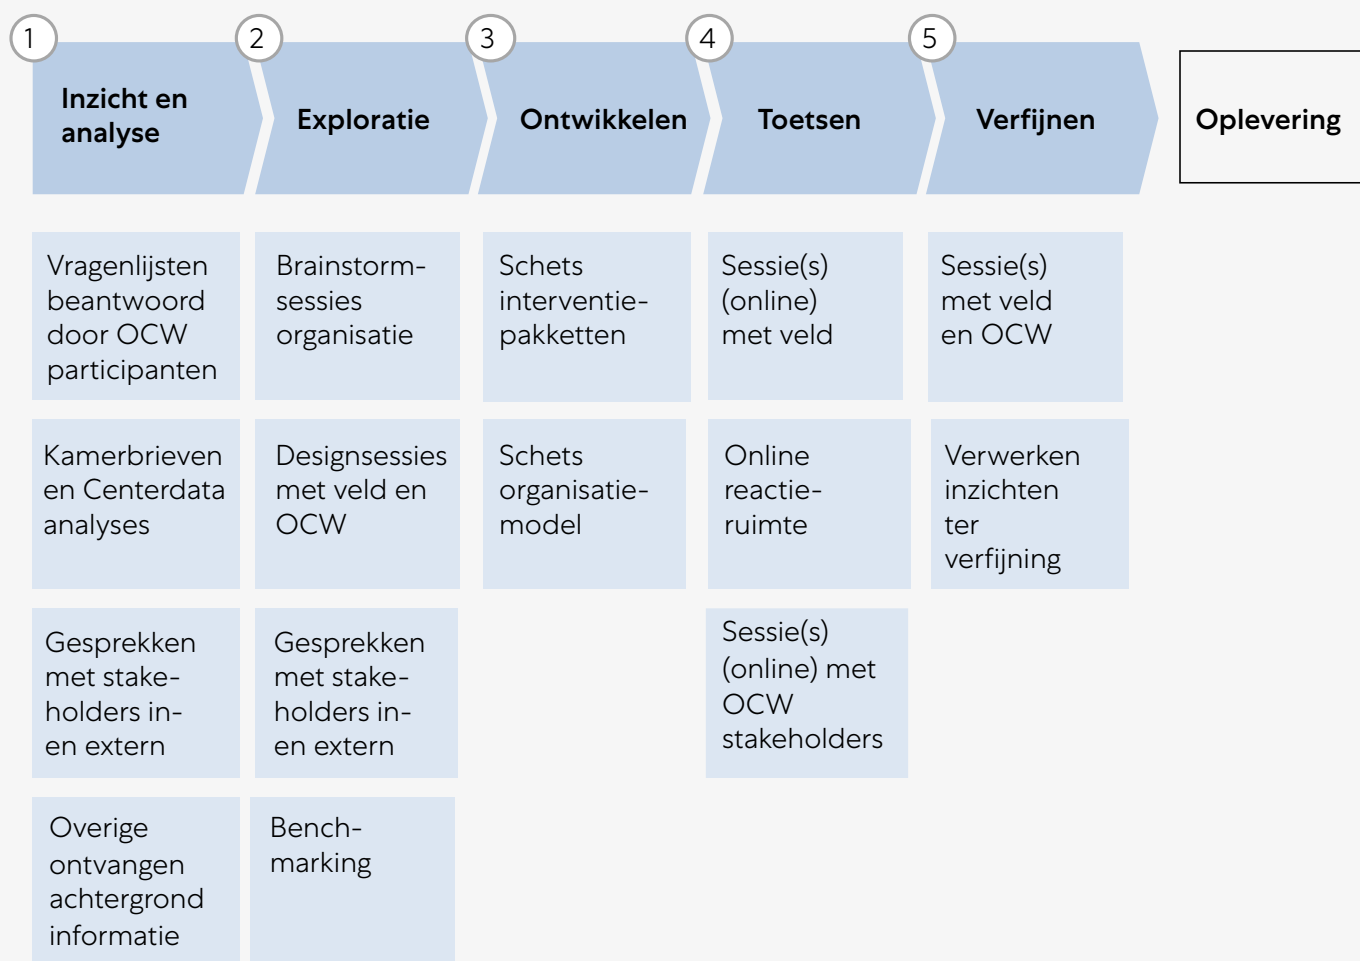 1
2
3
4
5
Inzicht en
analyse
Exploratie
Ontwikkelen
Toetsen
Verfijnen
Oplevering
Vragenlijsten
beantwoord
door OCW
participanten
Brainstorm-
sessies
organisatie
Schets
interventie-
pakketten
Sessie(s)
(online)
met veld
Sessie(s)
met veld
en OCW
Kamerbrieven
en Centerdata
analyses
Designsessies
met veld en
OCW
Schets
organisatie-
model
Online
reactie-
ruimte
Verwerken
inzichten
ter
verfijning
Gesprekken
met stake-
holders in-
en extern
Gesprekken
met stake-
holders in-
en extern
Sessie(s)
(online) met
OCW
stakeholders
Overige
ontvangen
achtergrond
informatie
Bench-
marking